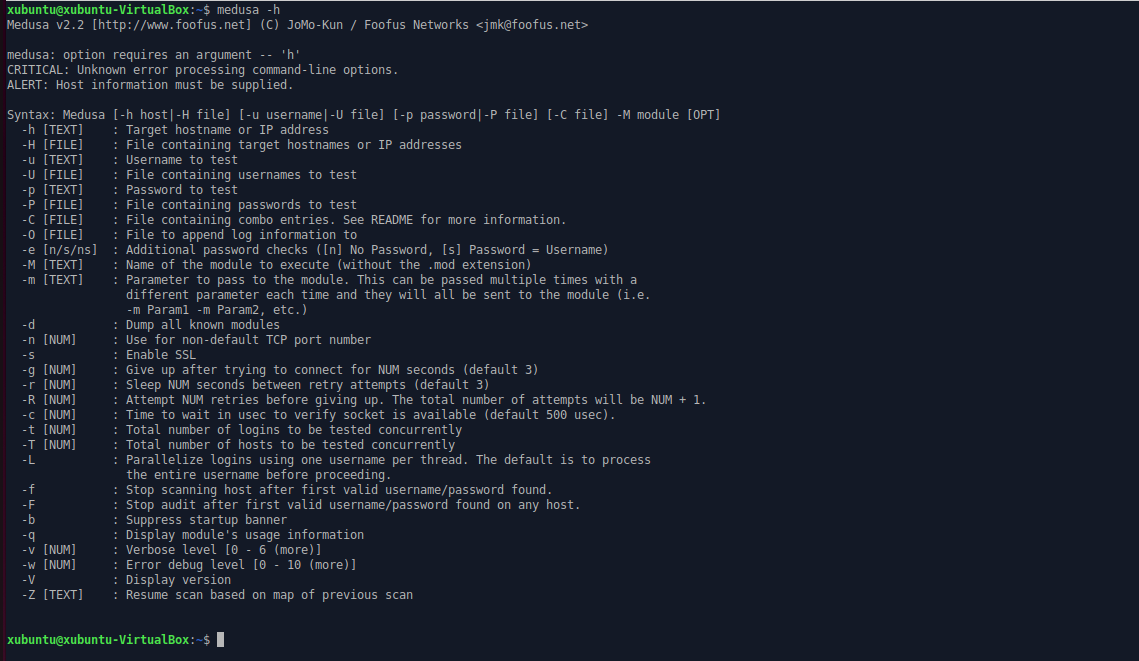 xubuntu@xubuntu-VirtualBox:~$ medusa -h
Medusa v2.2 [http://www.foofus.net] (C) JoMo-Kun / Foofus Networks <jmk@foofus.net>

medusa: option requires an argument -- 'h'
CRITICAL: Unknown error processing command-line options.
ALERT: Host information must be supplied.

Syntax: Medusa [-h host|-H file] [-u username|-U file] [-p password|-P file] [-C file] -M module [OPT]
  -h [TEXT]    : Target hostname or IP address
  -H [FILE]    : File containing target hostnames or IP addresses
  -u [TEXT]    : Username to test
  -U [FILE]    : File containing usernames to test
  -p [TEXT]    : Password to test
  -P [FILE]    : File containing passwords to test
  -C [FILE]    : File containing combo entries. See README for more information.
  -O [FILE]    : File to append log information to
  -e [n/s/ns]  : Additional password checks ([n] No Password, [s] Password = Username)
  -M [TEXT]    : Name of the module to execute (without the .mod extension)
  -m [TEXT]    : Parameter to pass to the module. This can be passed multiple times with a
                 different parameter each time and they will all be sent to the module (i.e.
                 -m Param1 -m Param2, etc.)
  -d           : Dump all known modules
  -n [NUM]     : Use for non-default TCP port number
  -s           : Enable SSL
  -g [NUM]     : Give up after trying to connect for NUM seconds (default 3)
  -r [NUM]     : Sleep NUM seconds between retry attempts (default 3)
  -R [NUM]     : Attempt NUM retries before giving up. The total number of attempts will be NUM + 1.
  -c [NUM]     : Time to wait in usec to verify socket is available (default 500 usec).
  -t [NUM]     : Total number of logins to be tested concurrently
  -T [NUM]     : Total number of hosts to be tested concurrently
  -L           : Parallelize logins using one username per thread. The default is to process
                 the entire username before proceeding.
  -f           : Stop scanning host after first valid username/password found.
  -F           : Stop audit after first valid username/password found on any host.
  -b           : Suppress startup banner
  -q           : Display module's usage information
  -v [NUM]     : Verbose level [0 - 6 (more)]
  -w [NUM]     : Error debug level [0 - 10 (more)]
  -V           : Display version
  -Z [TEXT]    : Resume scan based on map of previous scan

xubuntu@xubuntu-VirtualBox:~$